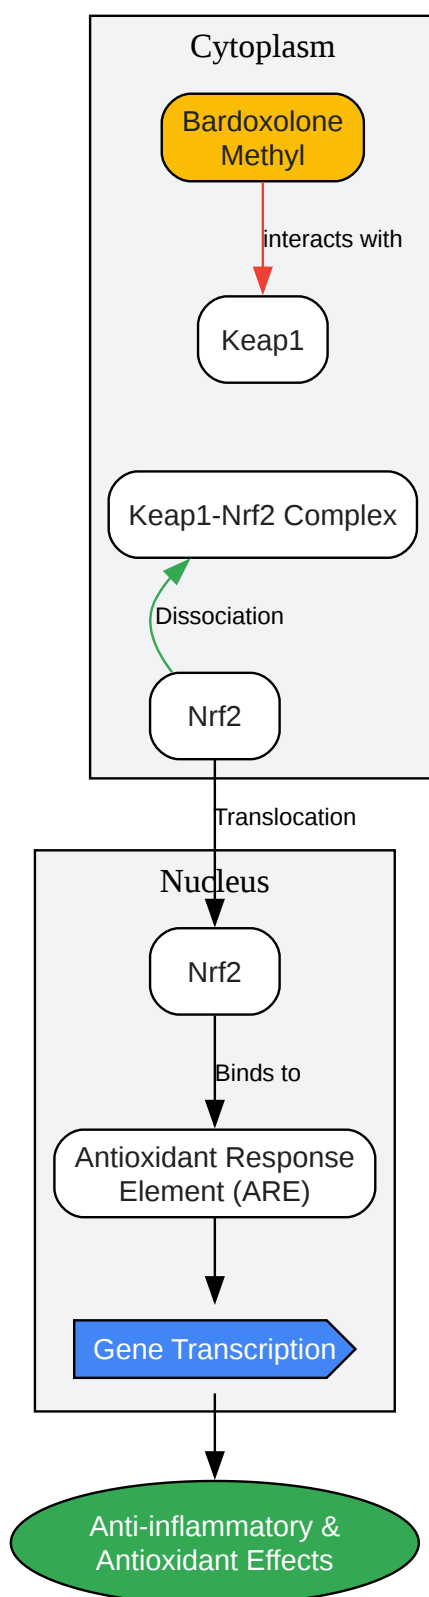 Cytoplasm
Bardoxolone
Methyl
interacts with
Keap1
Keap1-Nrf2 Complex
Dissociation
Nrf2
Translocation
Nucleus
Nrf2
Binds to
Antioxidant Response
Element (ARE)
Gene Transcription
Anti-inflammatory &
Antioxidant Effects